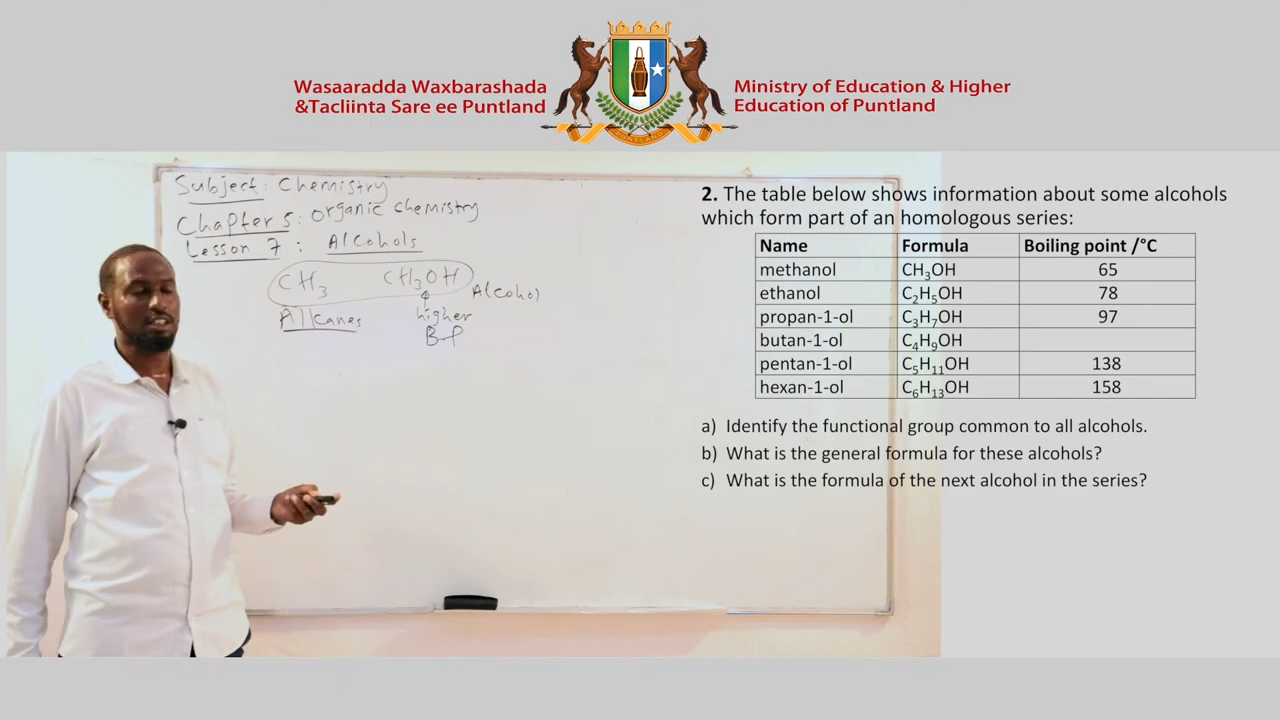 Wasaaradda Waxbarashada
&Tacliinta Sare ee Puntland
Ministry of Education & Higher
Education of Puntland
PUNTLAND
Subject: Chemistry
Chapter 5: Organic chemistry
Lesson 7 : Alcohols
CH₃ CH₃OH
Alcohol
Alkanes higher
B.P
2. The table below shows information about some alcohols
which form part of an homologous series:
Name Formula Boiling point /°C
methanol CH₃OH 65
ethanol C₂H₅OH 78
propan-1-ol C₃H₇OH 97
butan-1-ol C₄H₉OH
pentan-1-ol C₅H₁₁OH 138
hexan-1-ol C₆H₁₃OH 158
a) Identify the functional group common to all alcohols.
b) What is the general formula for these alcohols?
c) What is the formula of the next alcohol in the series?